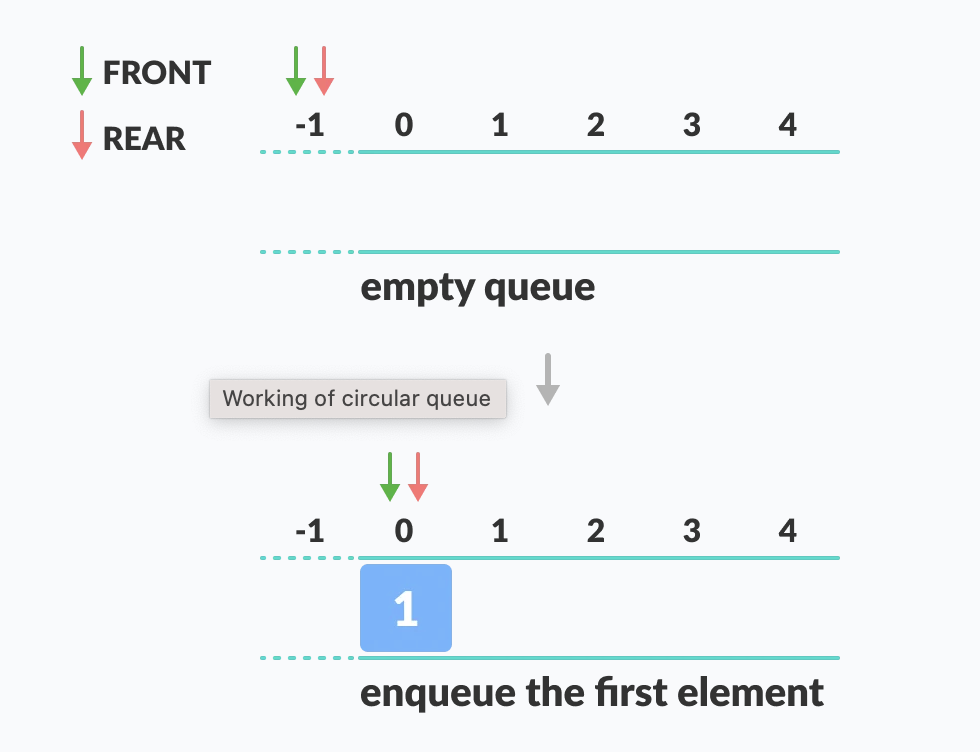 FRONT
REAR
-1 0 1 2 3 4
empty queue
Working of circular queue
-1 0 1 2 3 4
1
enqueue the first element